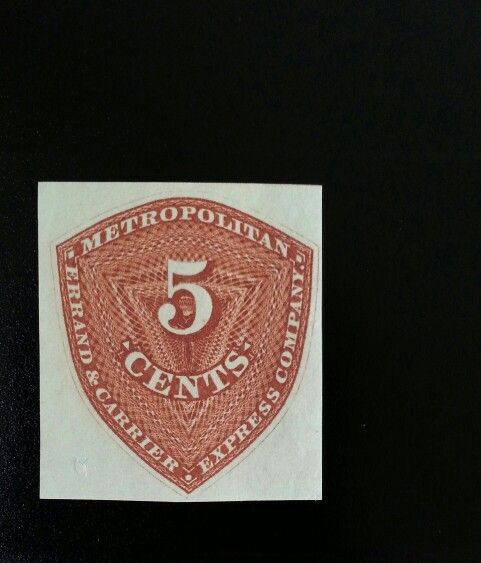 METROPOLITAN
ERRAND & CARRIER
EXPRESS COMPANY.
5
CENTS